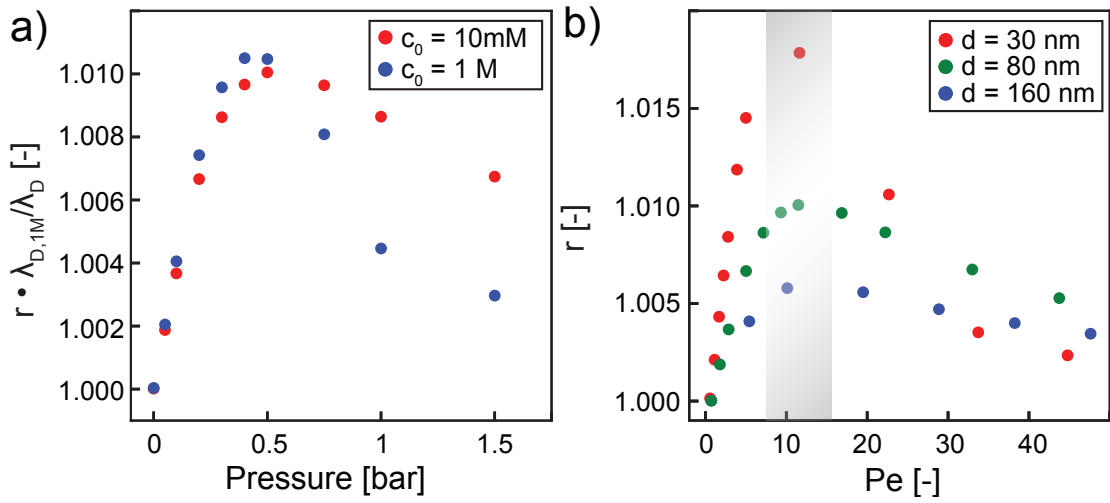 a)
c₀ = 10mM
c₀ = 1 M
1.010
1.008
1.006
1.004
1.002
1.000
r • λ_D,1M/λ_D [-]
0
0.5
1
1.5
Pressure [bar]
b)
d = 30 nm
d = 80 nm
d = 160 nm
1.015
1.010
1.005
1.000
r [-]
0
10
20
30
40
Pe [-]